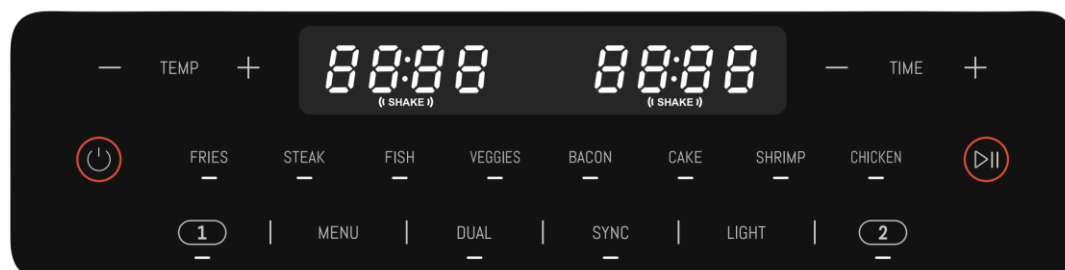 TEMP 88:88 88:88 TIME
SHAKE SHAKE
FRIES STEAK FISH VEGGIES BACON CAKE SHRIMP CHICKEN
1 MENU DUAL SYNC LIGHT 2